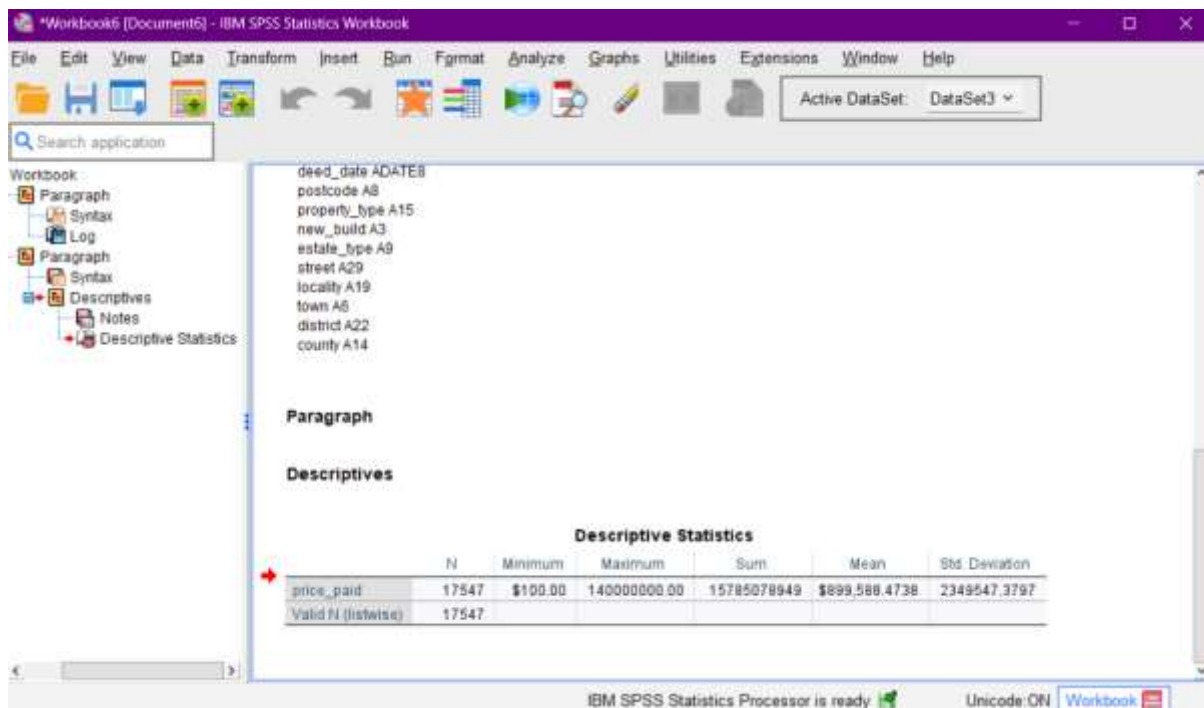 *Workbook6 [Document6] - IBM SPSS Statistics Workbook
File Edit View Data Transform Insert Run Format Analyze Graphs Utilities Extensions Window Help
Active DataSet: DataSet3
Search application
Workbook
Paragraph
Syntax
Log
Paragraph
Syntax
Descriptives
Notes
Descriptive Statistics
deed_date ADATE8
postcode A8
property_type A15
new_build A3
estate_type A9
street A29
locality A19
town A6
district A22
county A14
Paragraph
Descriptives
Descriptive Statistics
N Minimum Maximum Sum Mean Std. Deviation
price_paid 17547 $100.00 140000000.00 15785078949 $899,588.4738 2349547.3797
Valid N (listwise) 17547
IBM SPSS Statistics Processor is ready Unicode:ON Workbook